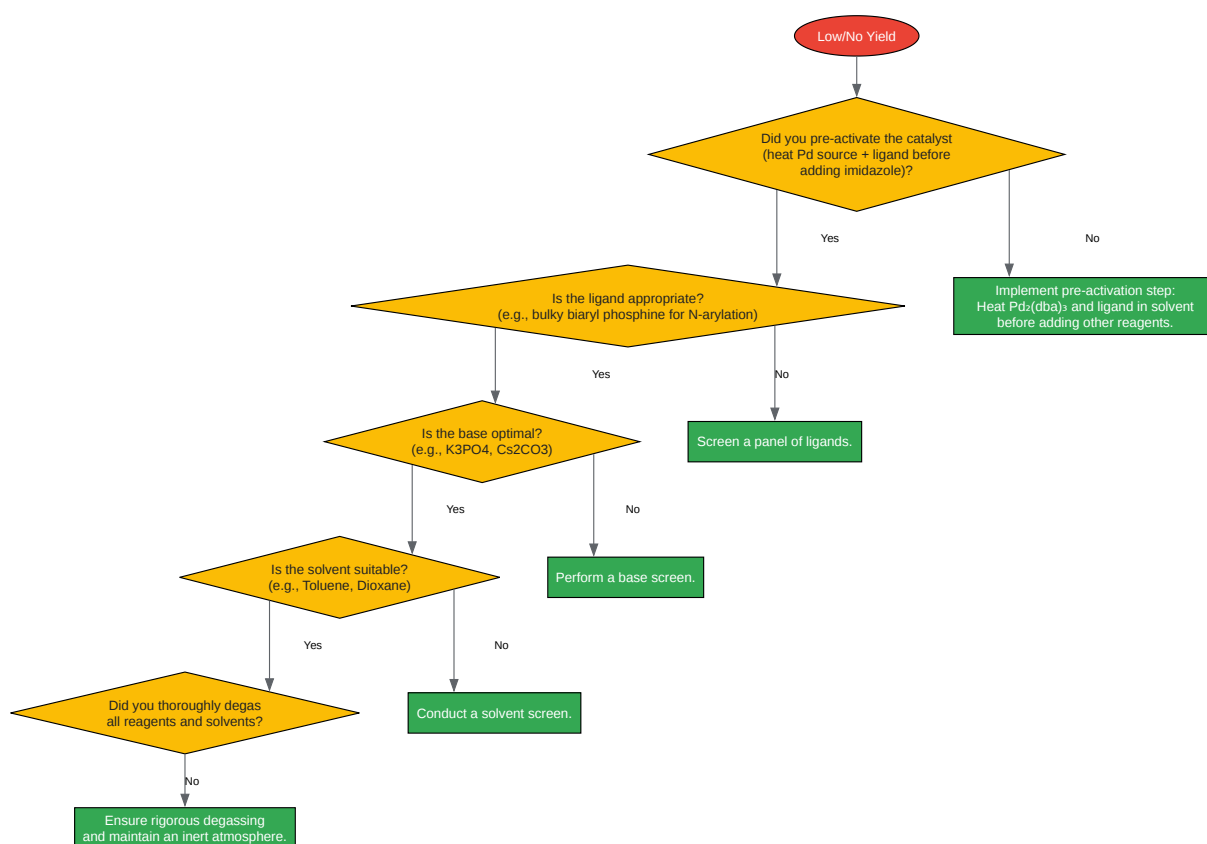 Low/No Yield
Did you pre-activate the catalyst
(heat Pd source + ligand before
adding imidazole)?
Yes
No
Implement pre-activation step:
Heat Pd₂(dba)₃ and ligand in solvent
before adding other reagents.
Is the ligand appropriate?
(e.g., bulky biaryl phosphine for N-arylation)
Yes
No
Screen a panel of ligands.
Is the base optimal?
(e.g., K3PO4, Cs2CO3)
Yes
No
Perform a base screen.
Is the solvent suitable?
(e.g., Toluene, Dioxane)
Yes
No
Conduct a solvent screen.
Did you thoroughly degas
all reagents and solvents?
No
Ensure rigorous degassing
and maintain an inert atmosphere.